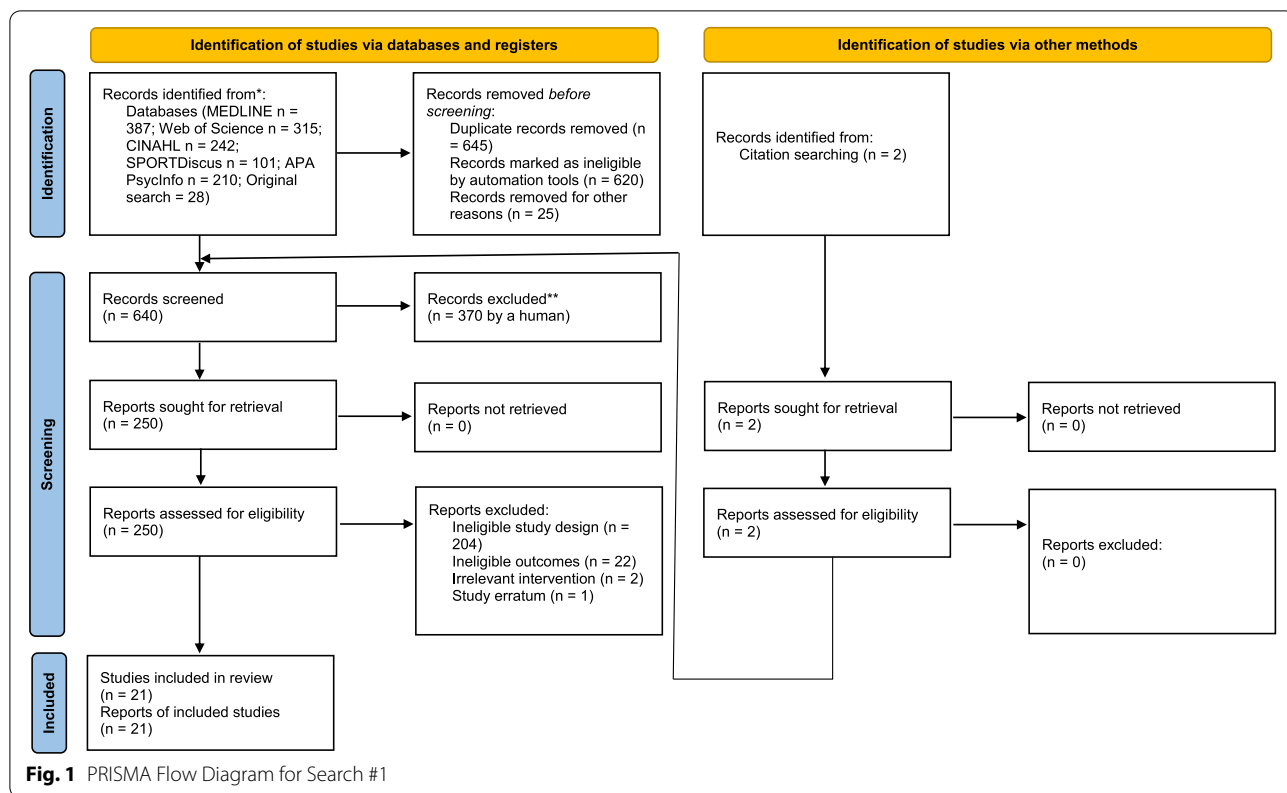 Identification of studies via databases and registers
Identification of studies via other methods
Identification
Records identified from*:
Databases (MEDLINE n =
387; Web of Science n = 315;
CINAHL n = 242;
SPORTDiscus n = 101; APA
PsycInfo n = 210; Original
search = 28)
Records removed before
screening:
Duplicate records removed (n
= 645)
Records marked as ineligible
by automation tools (n = 620)
Records removed for other
reasons (n = 25)
Records identified from:
Citation searching (n = 2)
Screening
Records screened
(n = 640)
Records excluded**
(n = 370 by a human)
Reports sought for retrieval
(n = 250)
Reports not retrieved
(n = 0)
Reports sought for retrieval
(n = 2)
Reports not retrieved
(n = 0)
Reports assessed for eligibility
(n = 250)
Reports excluded:
Ineligible study design (n =
204)
Ineligible outcomes (n = 22)
Irrelevant intervention (n = 2)
Study erratum (n = 1)
Reports assessed for eligibility
(n = 2)
Reports excluded:
(n = 0)
Included
Studies included in review
(n = 21)
Reports of included studies
(n = 21)
Fig. 1 PRISMA Flow Diagram for Search #1